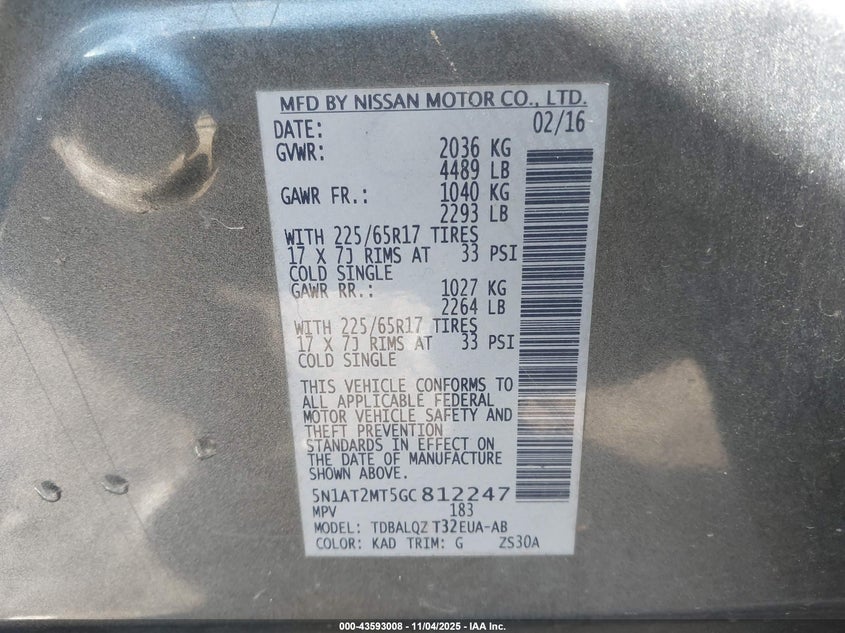 MFD BY NISSAN MOTOR CO., LTD.
DATE: 02/16
GVWR: 2036 KG
4489 LB
GAWR FR.: 1040 KG
2293 LB
WITH 225/65R17 TIRES
17 X 7J RIMS AT 33 PSI
COLD SINGLE
GAWR RR.: 1027 KG
2264 LB
WITH 225/65R17 TIRES
17 X 7J RIMS AT 33 PSI
COLD SINGLE
THIS VEHICLE CONFORMS TO
ALL APPLICABLE FEDERAL
MOTOR VEHICLE SAFETY AND
THEFT PREVENTION
STANDARDS IN EFFECT ON
THE DATE OF MANUFACTURE
SHOWN ABOVE.
5N1AT2MT5GC812247
MPV 183
MODEL: TDBALQZ T32EUA-AB
COLOR: KAD TRIM: G ZS30A
000-43593008 - 11/04/2025 - IAA Inc.